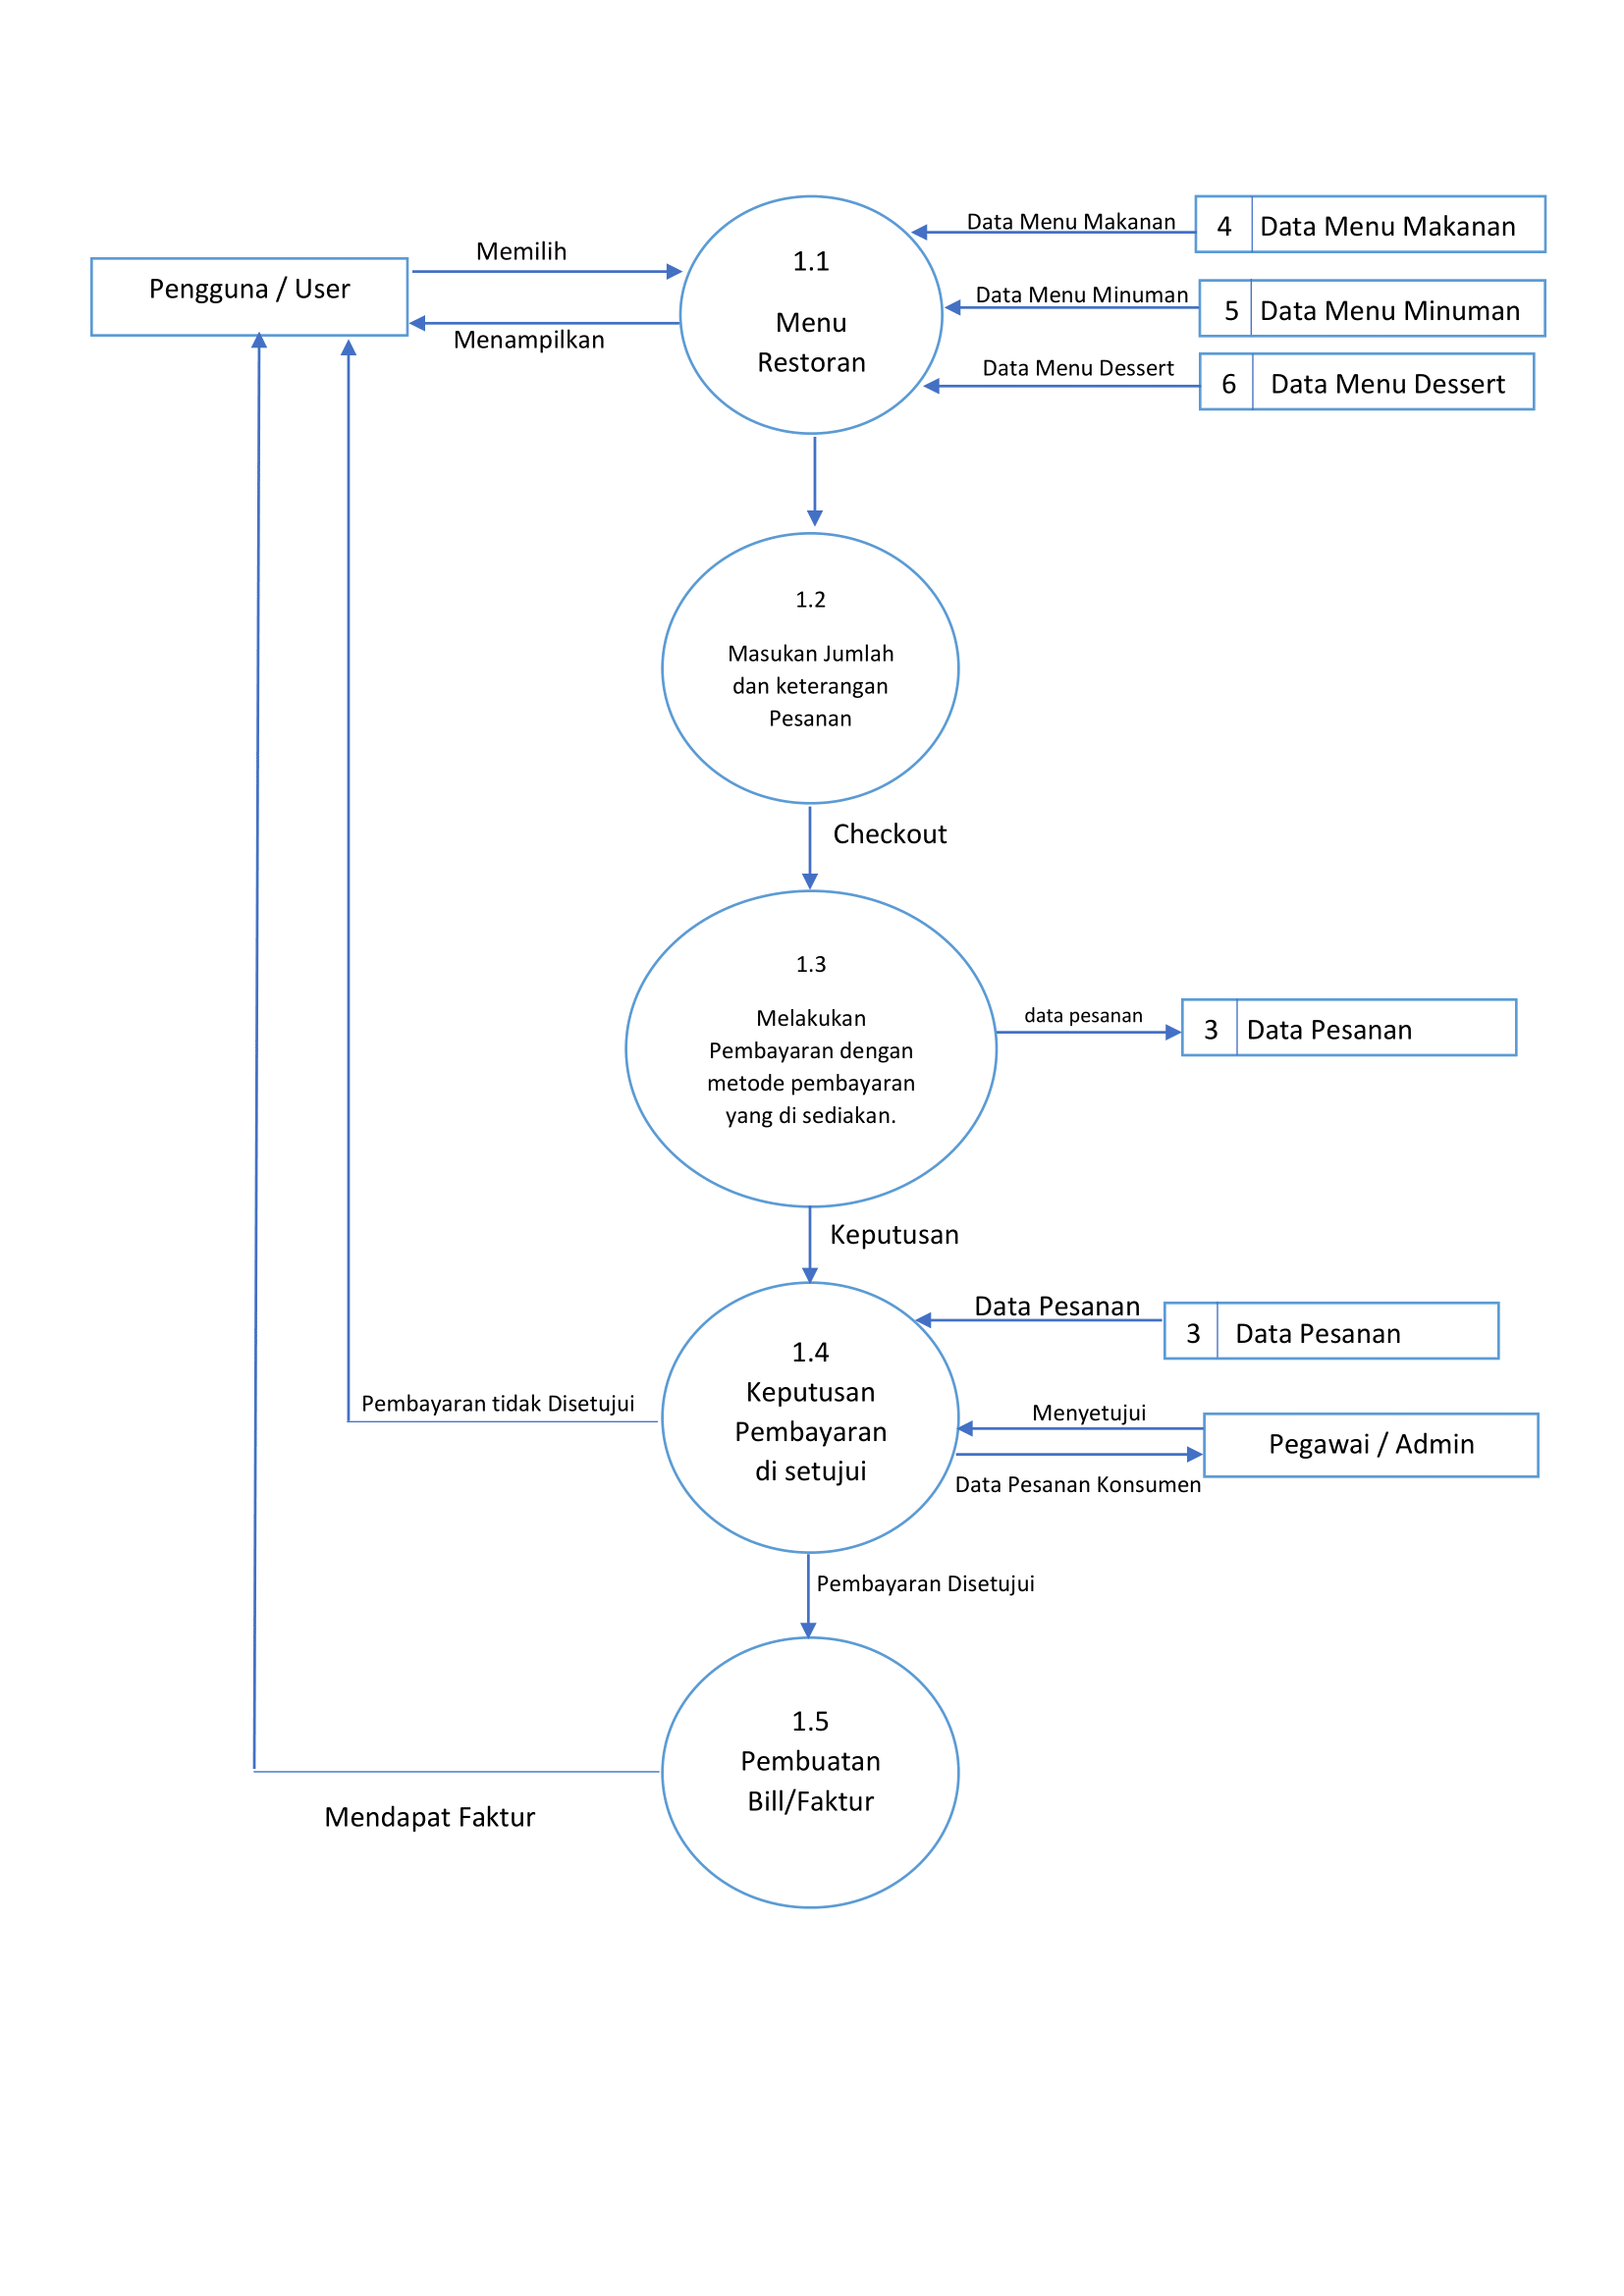 Data Menu Makanan
4 Data Menu Makanan
Memilih
1.1
Pengguna / User
Data Menu Minuman
5 Data Menu Minuman
Menu
Restoran
Menampilkan
Data Menu Dessert
6 Data Menu Dessert
1.2
Masukan Jumlah
dan keterangan
Pesanan
Checkout
1.3
Melakukan
Pembayaran dengan
metode pembayaran
yang di sediakan.
data pesanan
3 Data Pesanan
Keputusan
Data Pesanan
3 Data Pesanan
1.4
Keputusan
Pembayaran
di setujui
Pembayaran tidak Disetujui
Menyetujui
Pegawai / Admin
Data Pesanan Konsumen
Pembayaran Disetujui
1.5
Pembuatan
Bill/Faktur
Mendapat Faktur